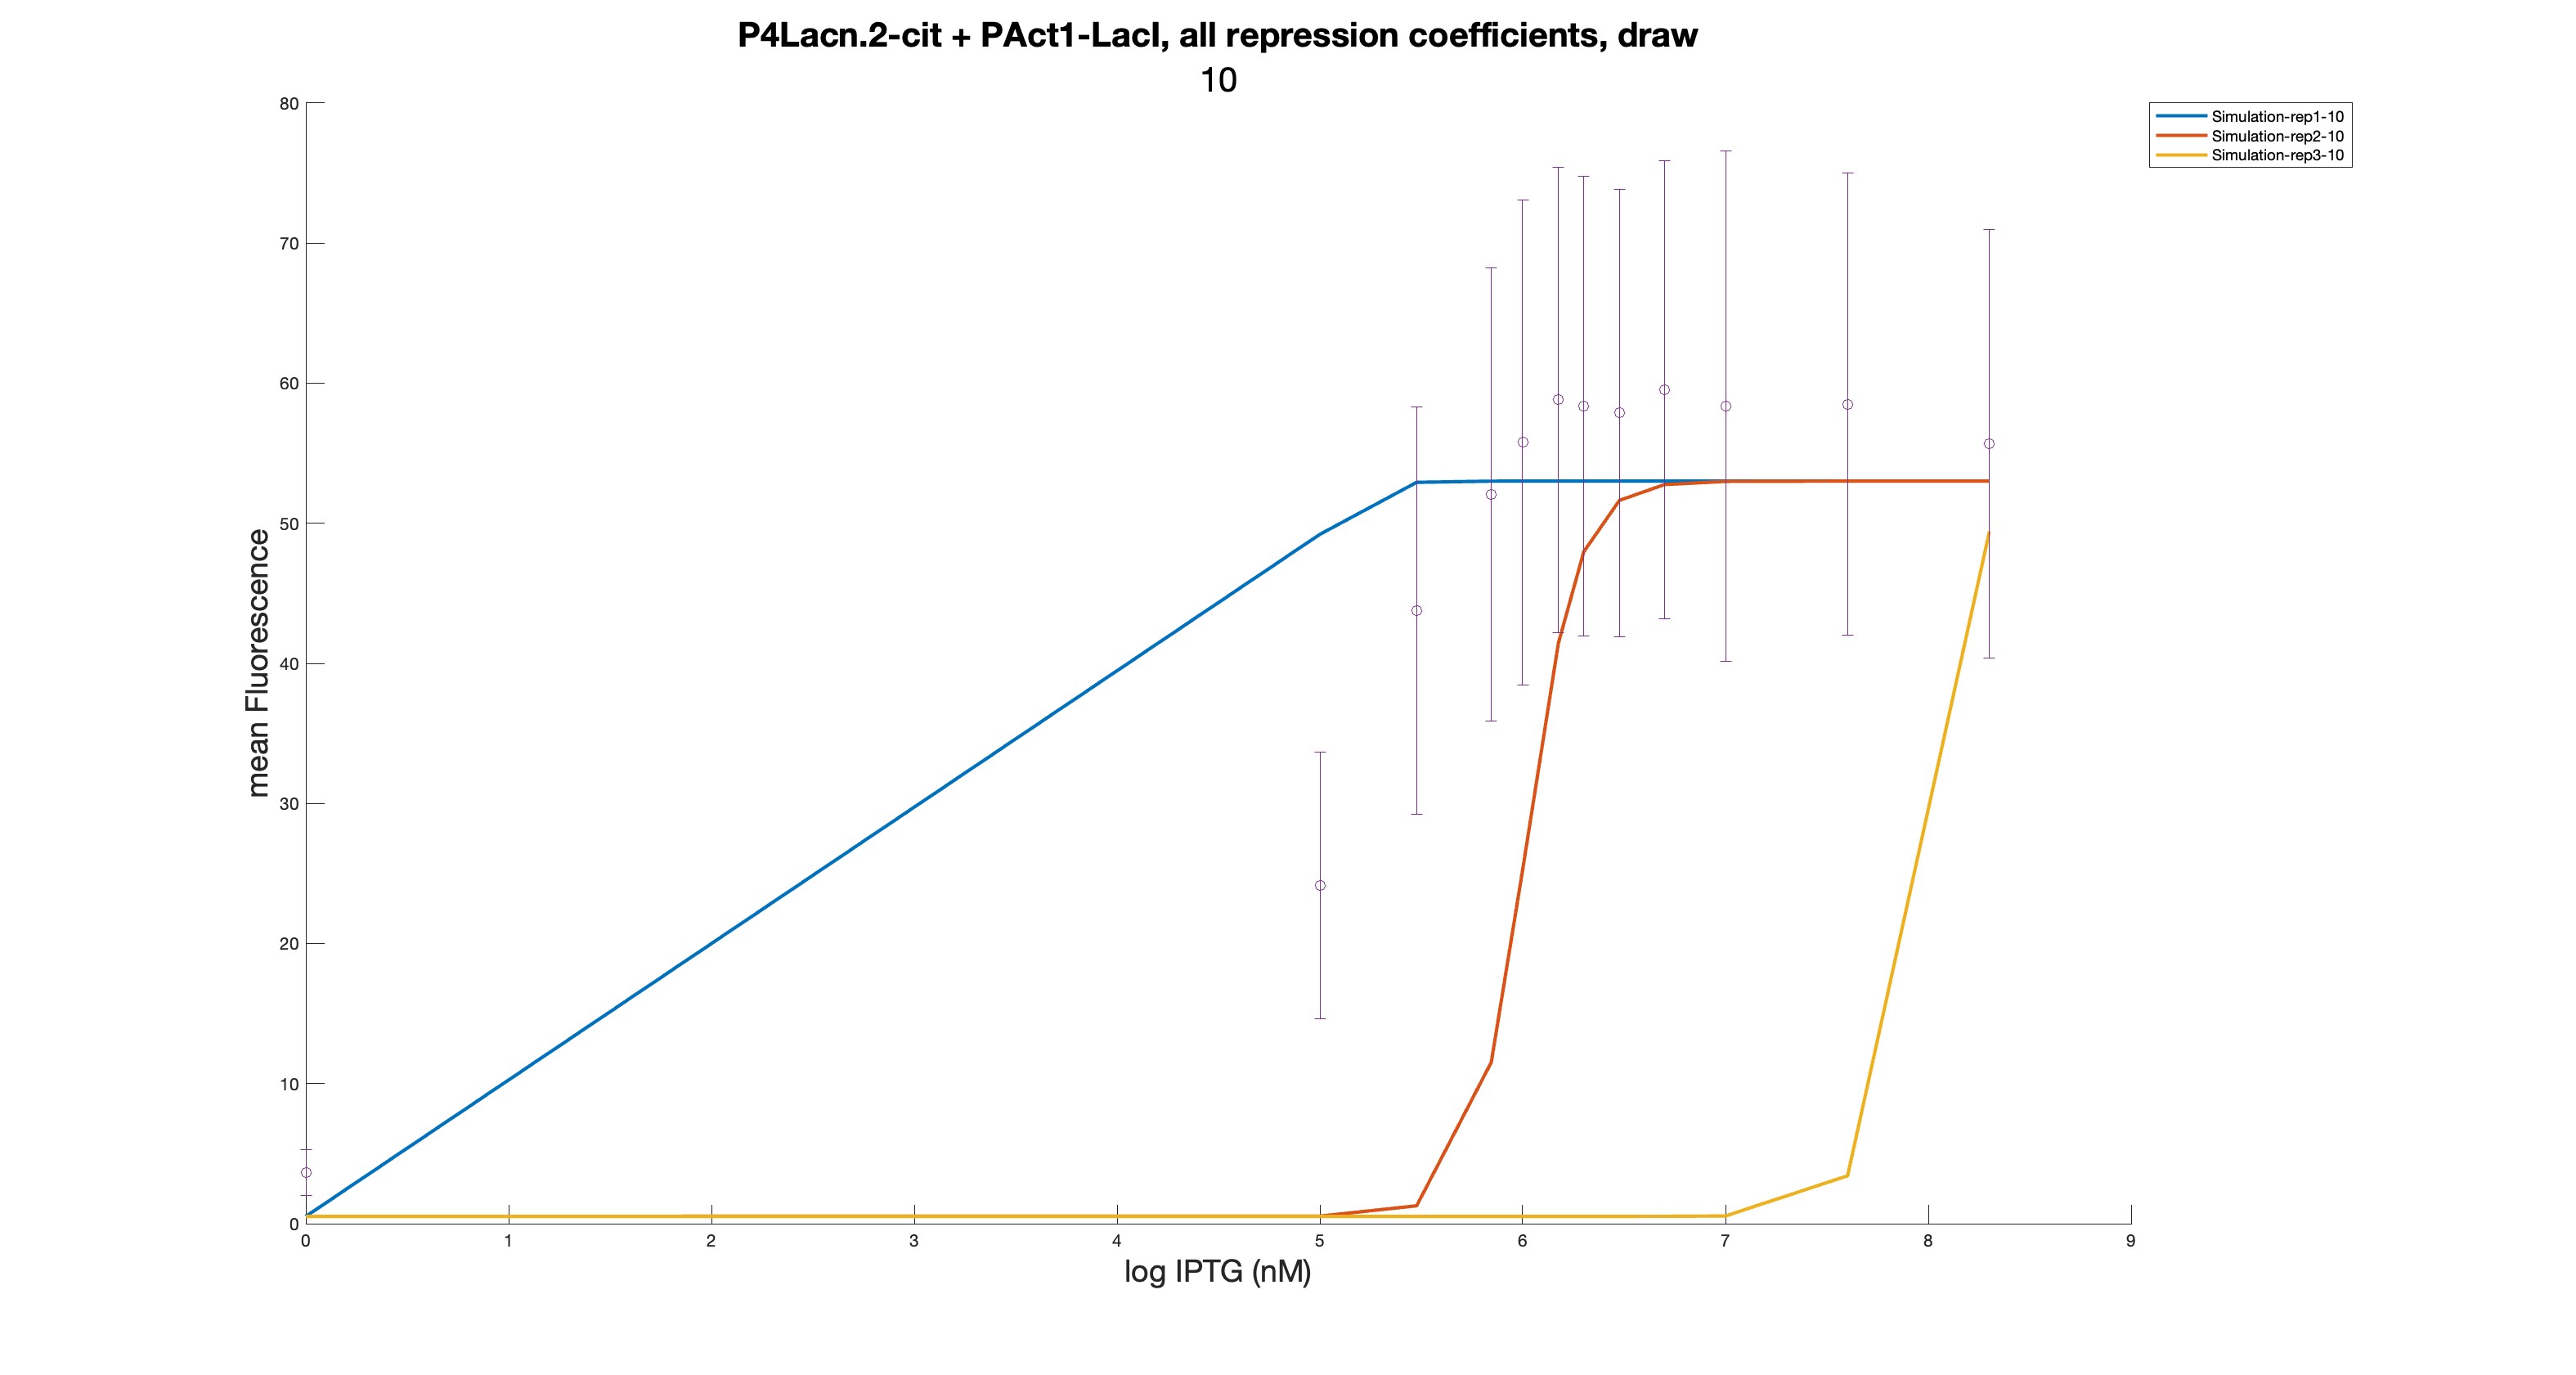 P4Lacn.2-cit + PAct1-LacI, all repression coefficients, draw
10
80
70
60
50
40
30
20
10
0
mean Fluorescence
0 1 2 3 4 5 6 7 8 9
log IPTG (nM)
Simulation-rep1-10
Simulation-rep2-10
Simulation-rep3-10